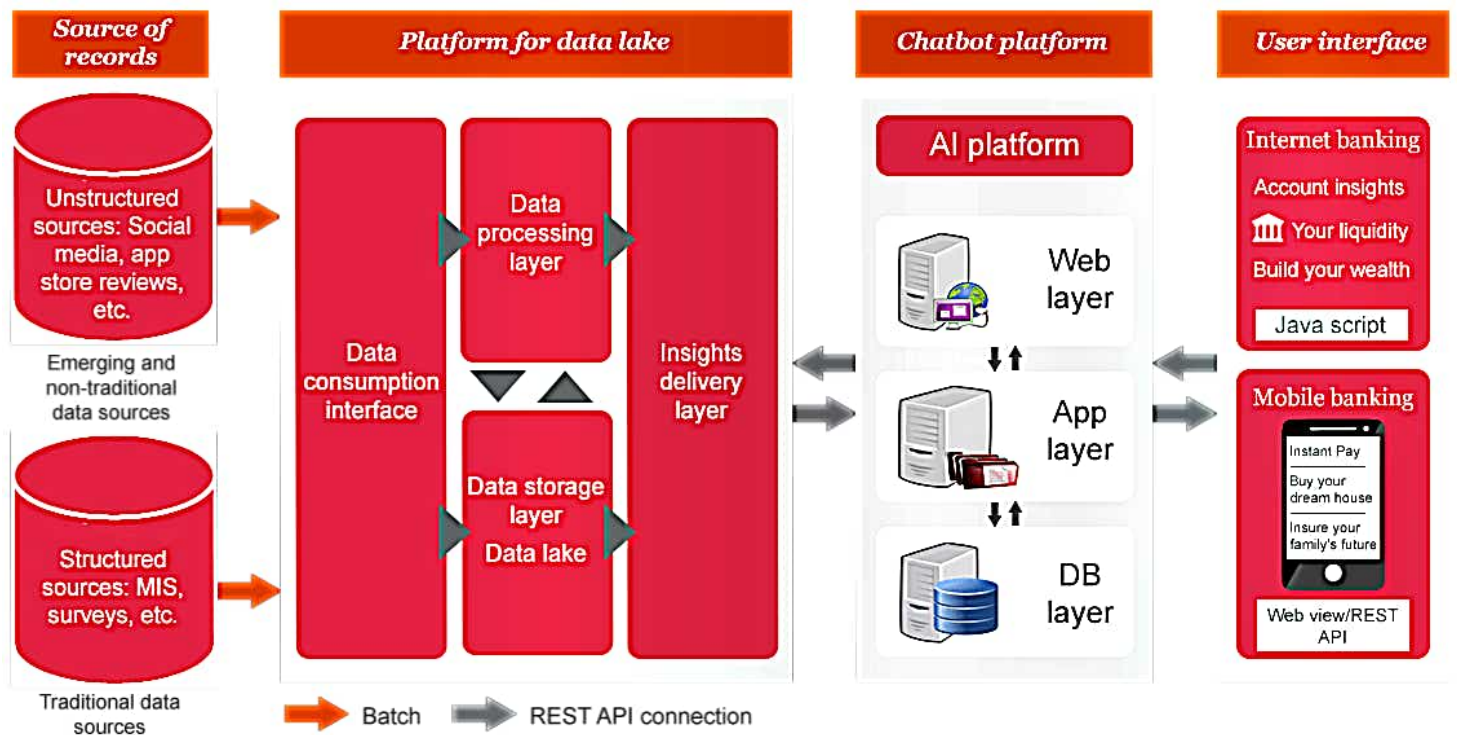 Source of
records
Platform for data lake
Chatbot platform
User interface
Unstructured
sources: Social
media, app
store reviews,
etc.
Emerging and
non-traditional
data sources
Structured
sources: MIS,
surveys, etc.
Traditional data
sources
Data
consumption
interface
Data
processing
layer
Data storage
layer
Data lake
Insights
delivery
layer
AI platform
Web
layer
App
layer
DB
layer
Internet banking
Account insights
Your liquidity
Build your wealth
Java script
Mobile banking
Instant Pay
Buy your
dream house
Insure your
family's future
Web view/REST
API
Batch
REST API connection